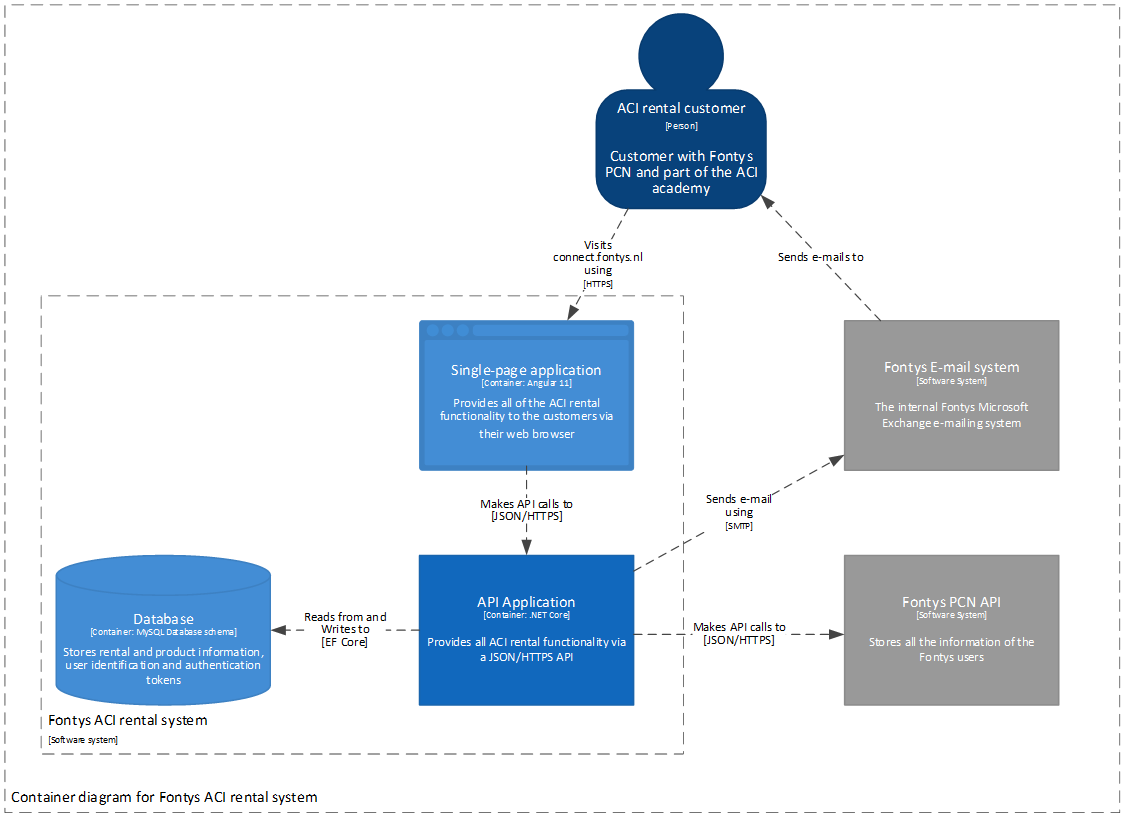 ACI rental customer
[Person]
Customer with Fontys
PCN and part of the ACI
academy
Visits
connect.fontys.nl
using
[HTTPS]
Sends e-mails to
Single-page application
[Container: Angular 11]
Provides all of the ACI rental
functionality to the customers via
their web browser
Fontys E-mail system
[Software System]
The internal Fontys Microsoft
Exchange e-mailing system
Makes API calls to
[JSON/HTTPS]
Sends e-mail
using
[SMTP]
Database
[Container: MySQL Database schema]
Stores rental and product information,
user identification and authentication
tokens
Reads from and
Writes to
[EF Core]
API Application
[Container: .NET Core]
Provides all ACI rental functionality via
a JSON/HTTPS API
Makes API calls to
[JSON/HTTPS]
Fontys PCN API
[Software System]
Stores all the information of the
Fontys users
Fontys ACI rental system
[Software system]
Container diagram for Fontys ACI rental system